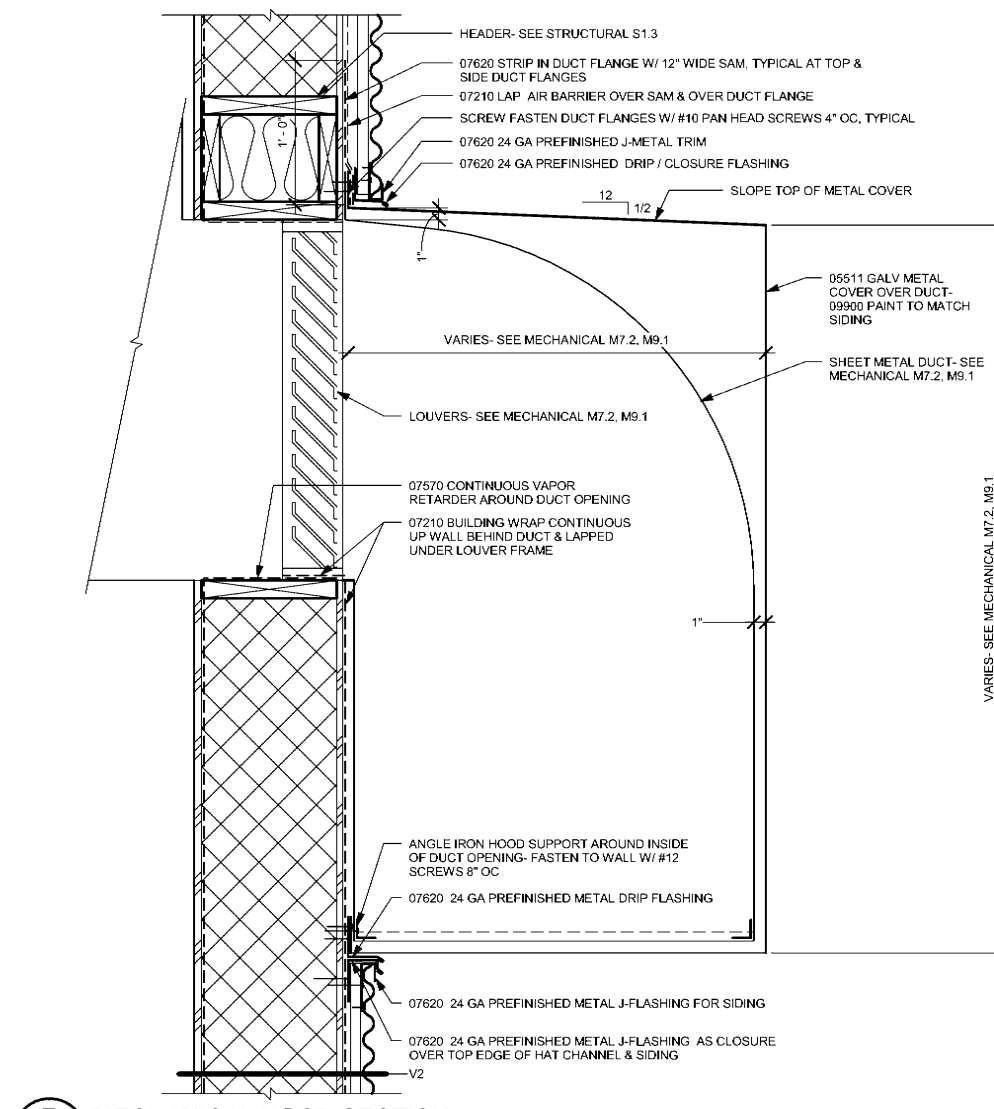 HEADER- SEE STRUCTURAL S1.3
07620 STRIP IN DUCT FLANGE W/ 12" WIDE SAM, TYPICAL AT TOP &
SIDE DUCT FLANGES
07210 LAP AIR BARRIER OVER SAM & OVER DUCT FLANGE
SCREW FASTEN DUCT FLANGES W/ #10 PAN HEAD SCREWS 4" OC, TYPICAL
07620 24 GA PREFINISHED J-METAL TRIM
07620 24 GA PREFINISHED DRIP / CLOSURE FLASHING
1'- 0"
12
1/2
SLOPE TOP OF METAL COVER
1"
05511 GALV METAL
COVER OVER DUCT-
09900 PAINT TO MATCH
SIDING
VARIES- SEE MECHANICAL M7.2, M9.1
SHEET METAL DUCT- SEE
MECHANICAL M7.2, M9.1
LOUVERS- SEE MECHANICAL M7.2, M9.1
07570 CONTINUOUS VAPOR
RETARDER AROUND DUCT OPENING
07210 BUILDING WRAP CONTINUOUS
UP WALL BEHIND DUCT & LAPPED
UNDER LOUVER FRAME
VARIES- SEE MECHANICAL M7.2, M9.1
1"
ANGLE IRON HOOD SUPPORT AROUND INSIDE
OF DUCT OPENING- FASTEN TO WALL W/ #12
SCREWS 8" OC
07620 24 GA PREFINISHED METAL DRIP FLASHING
07620 24 GA PREFINISHED METAL J-FLASHING FOR SIDING
07620 24 GA PREFINISHED METAL J-FLASHING AS CLOSURE
OVER TOP EDGE OF HAT CHANNEL & SIDING
V2